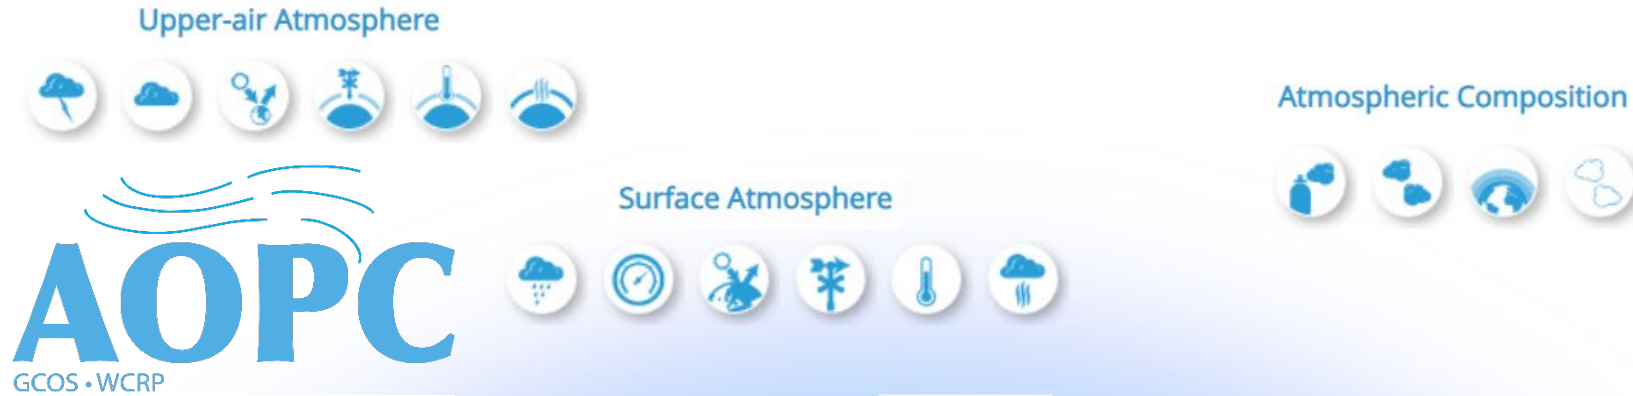 Upper-air Atmosphere
Atmospheric Composition
Surface Atmosphere
AOPC
GCOS • WCRP